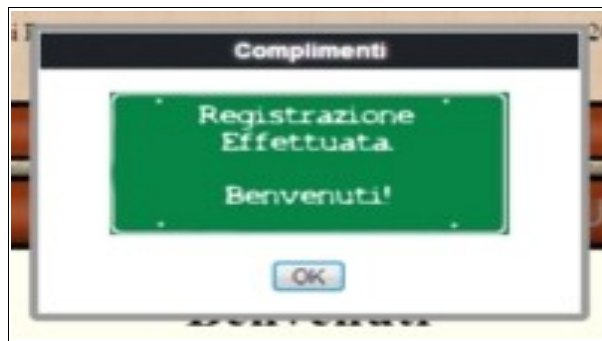 Complimenti
Registrazione
Effettuata
Benvenuti!
OK